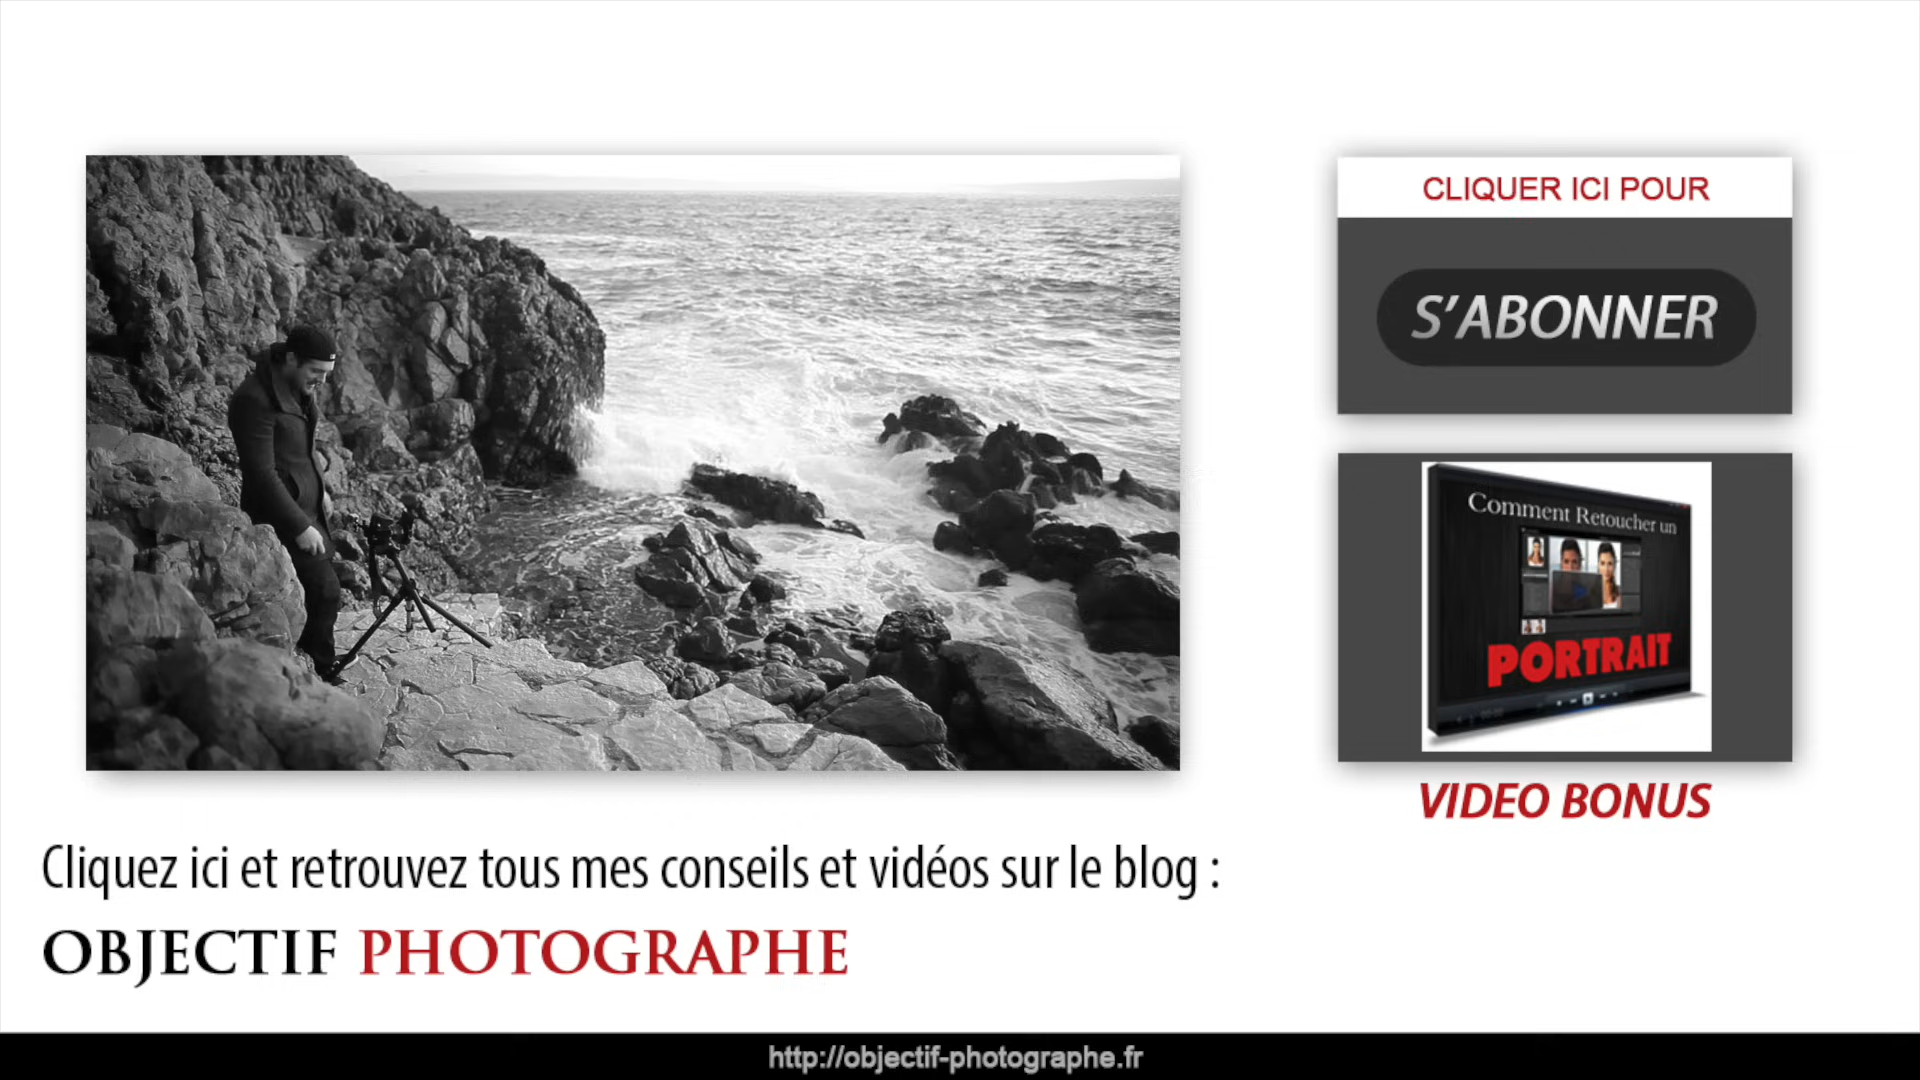 CLIQUER ICI POUR
S'ABONNER
Comment Retoucher un
PORTRAIT
VIDEO BONUS
Cliquez ici et retrouvez tous mes conseils et vidéos sur le blog :
OBJECTIF PHOTOGRAPHE
http://objectif-photographe.fr